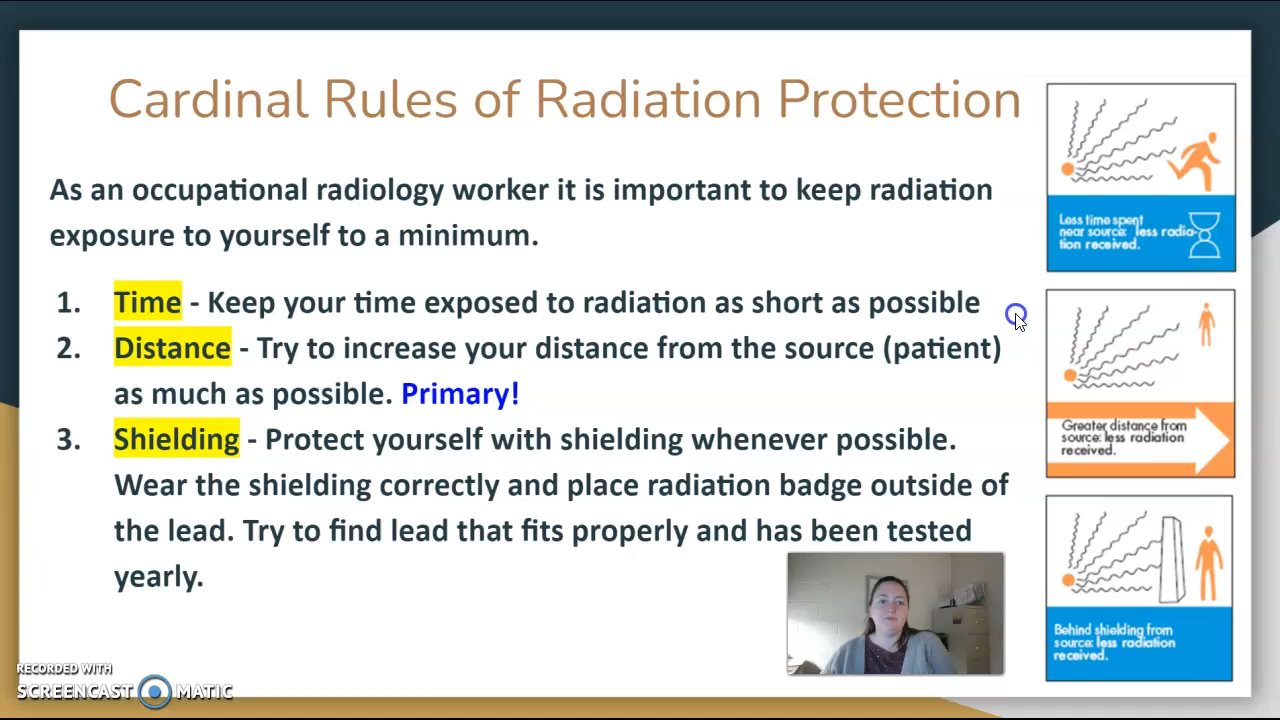 Cardinal Rules of Radiation Protection
As an occupational radiology worker it is important to keep radiation
exposure to yourself to a minimum.
1. Time - Keep your time exposed to radiation as short as possible
2. Distance - Try to increase your distance from the source (patient)
as much as possible. Primary!
3. Shielding - Protect yourself with shielding whenever possible.
Wear the shielding correctly and place radiation badge outside of
the lead. Try to find lead that fits properly and has been tested
yearly.
Less time spent
near source: less radia-
tion received.
Greater distance from
source: less radiation
received.
Behind shielding from
source: less radiation
received.
RECORDED WITH
SCREENCAST MATIC